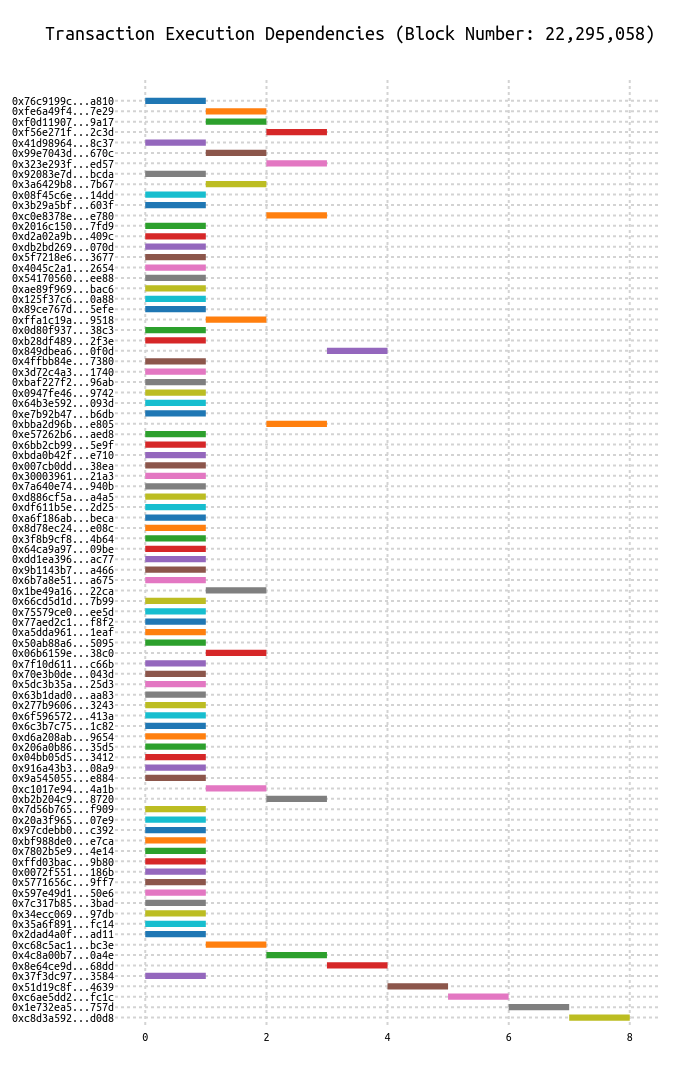 Transaction Execution Dependencies (Block Number: 22,295,058)
0x76c9199c...a810
0xfe6a49f4...7e29
0xf0d11907...9a17
0xf56e271f...2c3d
0x41d98964...8c37
0x99e7043d...670c
0x323e293f...ed57
0x92083e7d...bcda
0x3a6429b8...7b67
0x08f45c6e...14dd
0x3b29a5bf...603f
0xc0e8378e...e780
0x2016c150...7fd9
0xd2a02a9b...409c
0xdb2bd269...070d
0x5f7218e6...3677
0x4045c2a1...2654
0x54170560...ee88
0xae89f969...bac6
0x125f37c6...0a88
0x89ce767d...5efe
0xffa1c19a...9518
0x0d80f937...38c3
0xb28df489...2f3e
0x849dbea6...0f0d
0x4ffbb84e...7380
0x3d72c4a3...1740
0xbaf227f2...96ab
0x0947fe46...9742
0x64b3e592...093d
0xe7b92b47...b6db
0xbba2d96b...e805
0xe57262b6...aed8
0x6bb2cb99...5e9f
0xbda0b42f...e710
0x007cb0dd...38ea
0x30003961...21a3
0x7a640e74...940b
0xd886cf5a...a4a5
0xdf611b5e...2d25
0xa6f186ab...beca
0x8d78ec24...e08c
0x3f8b9cf8...4b64
0x64ca9a97...09be
0xdd1ea396...ac77
0x9b1143b7...a466
0x6b7a8e51...a675
0x1be49a16...22ca
0x66cd5d1d...7b99
0x75579ce0...ee5d
0x77aed2c1...f8f2
0xa5dda961...1eaf
0x50ab88a6...5095
0x06b6159e...38c0
0x7f10d611...c66b
0x70e3b0de...043d
0x5dc3b35a...25d3
0x63b1dad0...aa83
0x277b9606...3243
0x6f596572...413a
0x6c3b7c75...1c82
0xd6a208ab...9654
0x206a0b86...35d5
0x04bb05d5...3412
0x916a43b3...08a9
0x9a545055...e884
0xc1017e94...4a1b
0xb2b204c9...8720
0x7d56b765...f909
0x20a3f965...07e9
0x97cdebb0...c392
0xbf988de0...e7ca
0x7802b5e9...4e14
0xffd03bac...9b80
0x0072f551...186b
0x5771656c...9ff7
0x597e49d1...50e6
0x7c317b85...3bad
0x34ecc069...97db
0x35a6f891...fc14
0x2dad4a0f...ad11
0xc68c5ac1...bc3e
0x4c8a00b7...0a4e
0x8e64ce9d...68dd
0x37f3dc97...3584
0x51d19c8f...4639
0xc6ae5dd2...fc1c
0x1e732ea5...757d
0xc8d3a592...d0d8
0 2 4 6 8